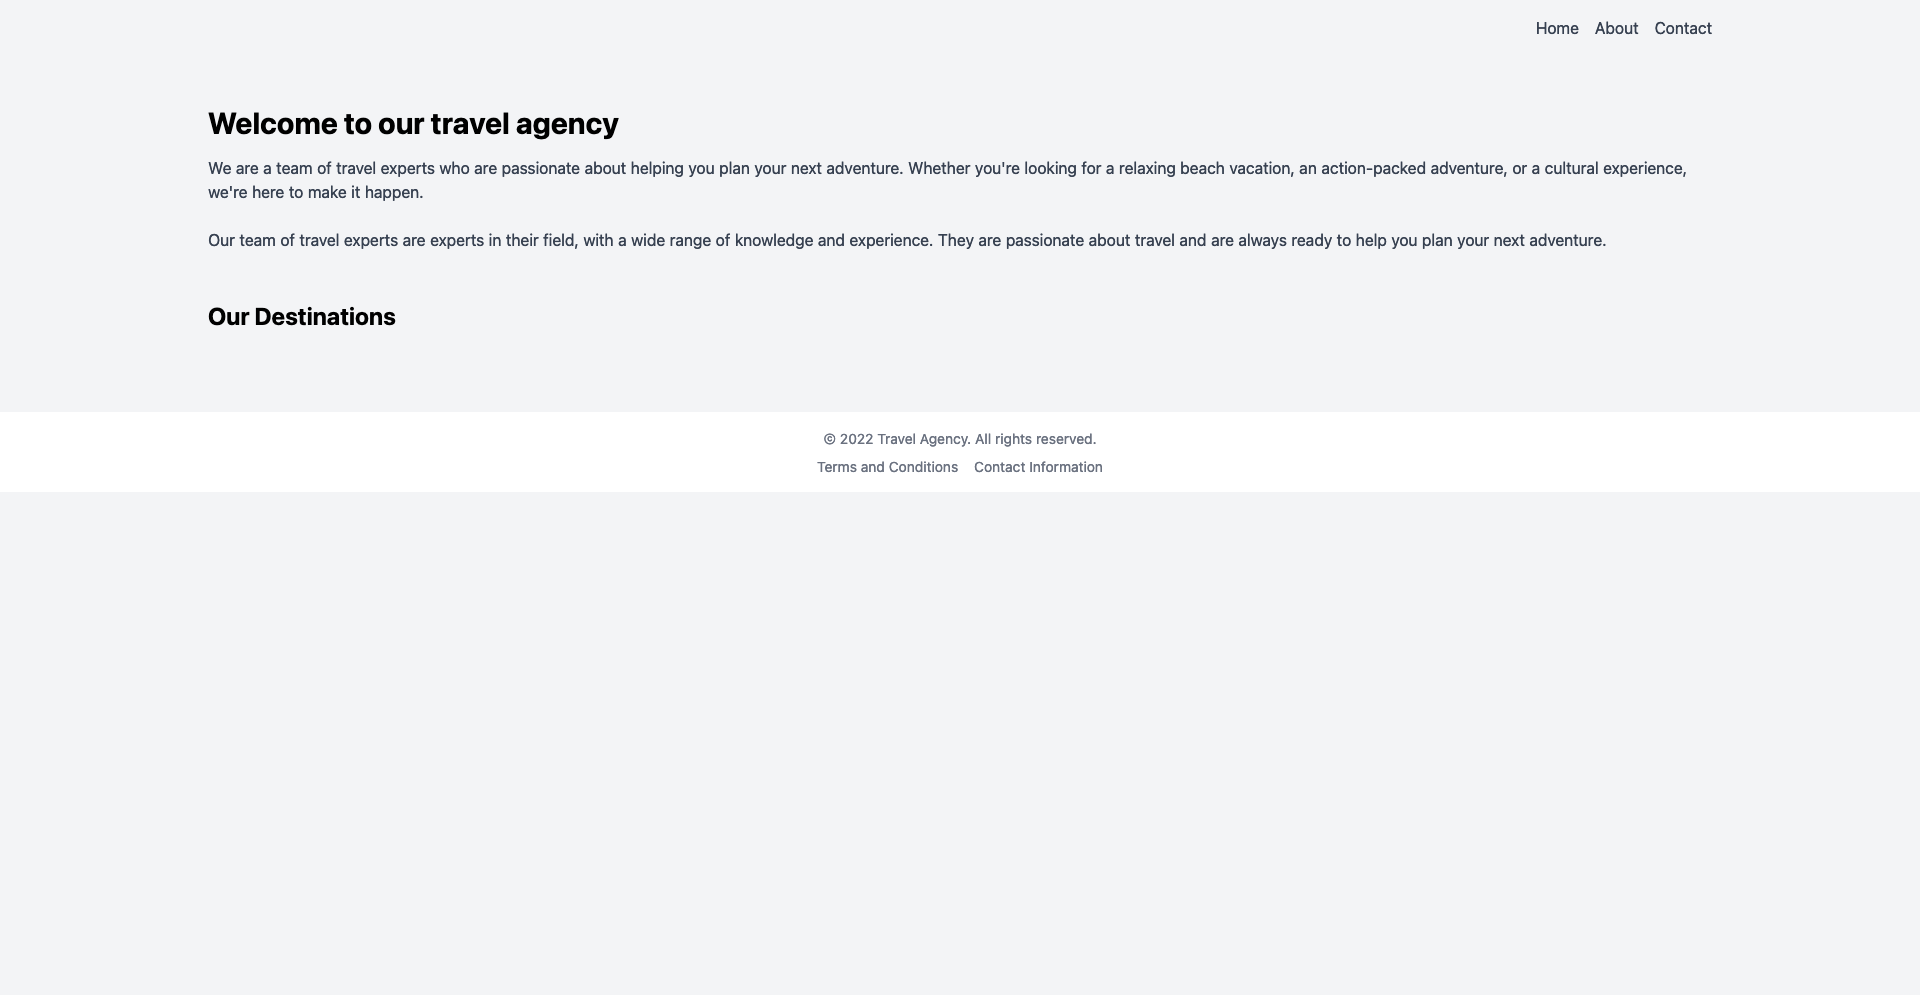 Home About Contact
Welcome to our travel agency
We are a team of travel experts who are passionate about helping you plan your next adventure. Whether you're looking for a relaxing beach vacation, an action-packed adventure, or a cultural experience,
we're here to make it happen.
Our team of travel experts are experts in their field, with a wide range of knowledge and experience. They are passionate about travel and are always ready to help you plan your next adventure.
Our Destinations
© 2022 Travel Agency. All rights reserved.
Terms and Conditions Contact Information